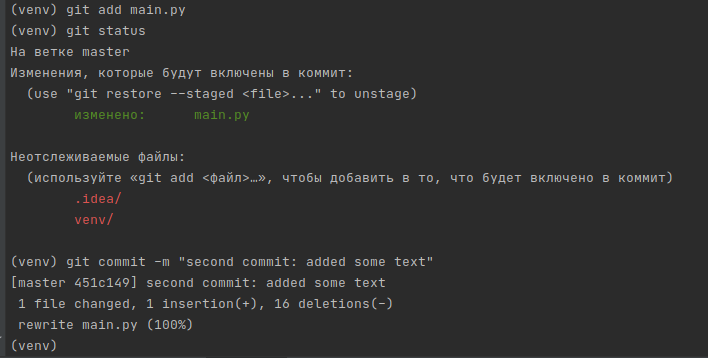 (venv) git add main.py
(venv) git status
На ветке master
Изменения, которые будут включены в коммит:
  (use "git restore --staged <file>..." to unstage)
        изменено:      main.py

Неотслеживаемые файлы:
  (используйте «git add <файл>…», чтобы добавить в то, что будет включено в коммит)
        .idea/
        venv/

(venv) git commit -m "second commit: added some text"
[master 451c149] second commit: added some text
 1 file changed, 1 insertion(+), 16 deletions(-)
 rewrite main.py (100%)
(venv)